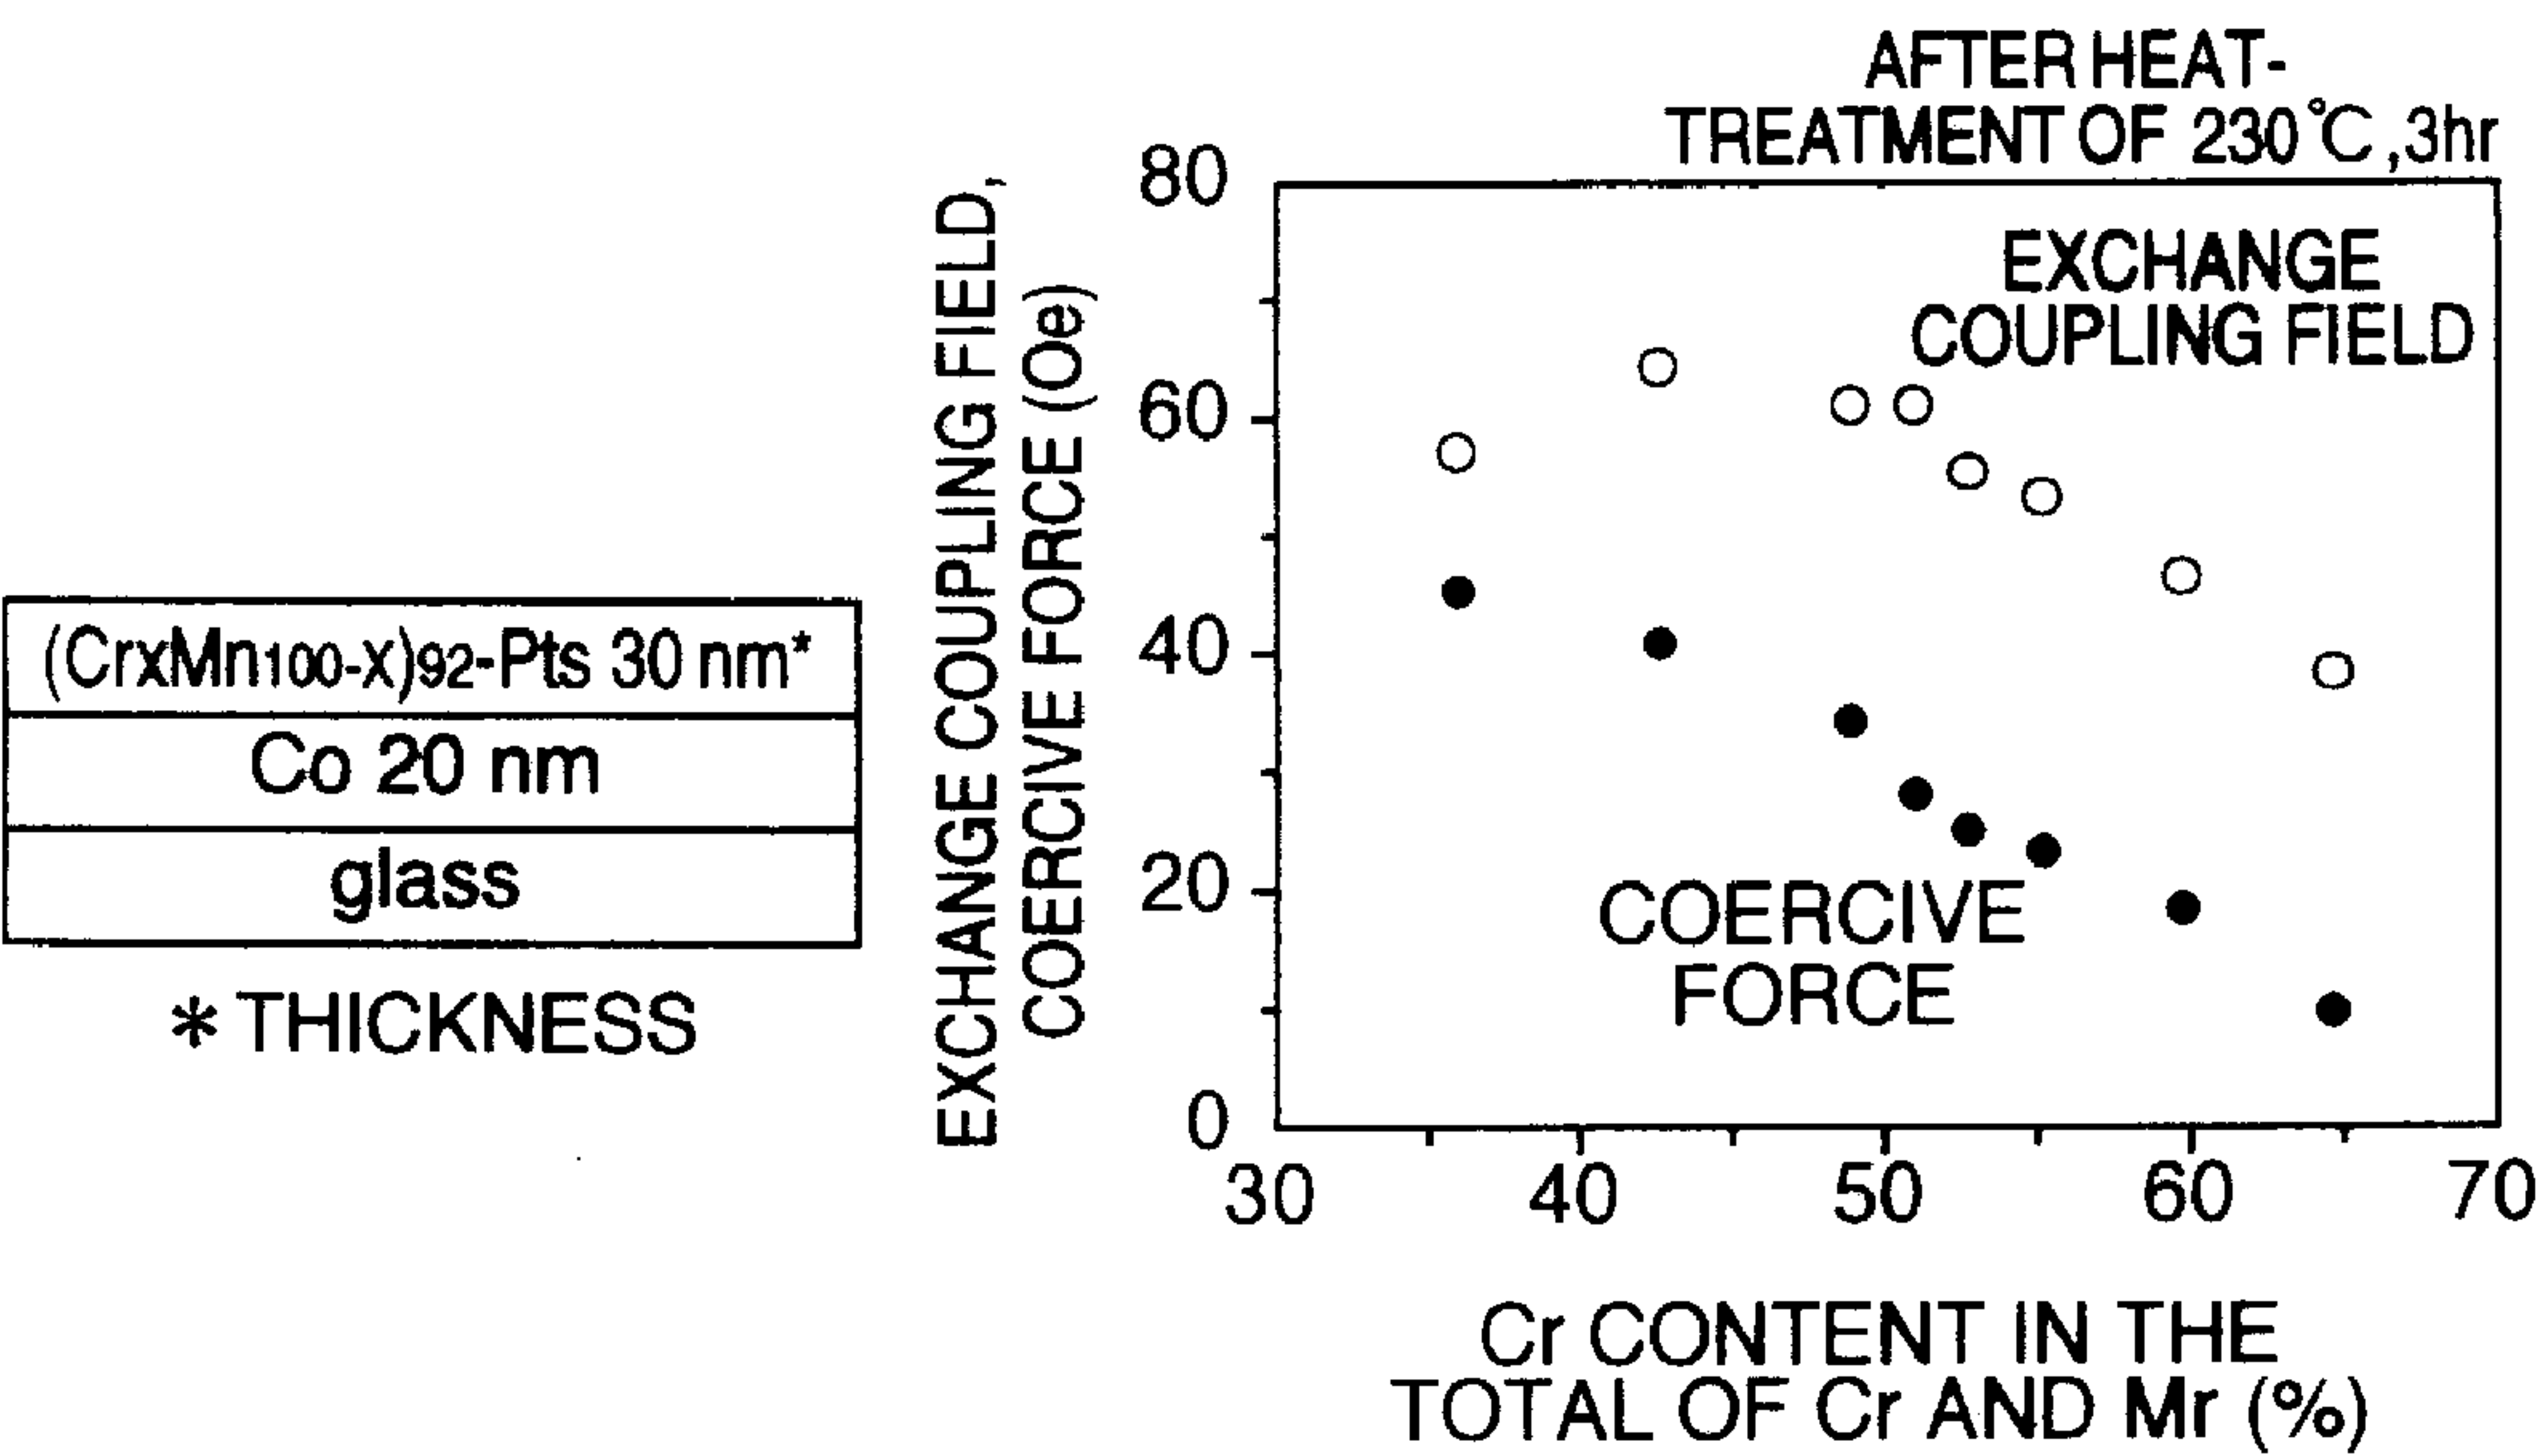 AFTER HEAT-
TREATMENT OF 230℃,3hr
EXCHANGE COUPLING FIELD,
COERCIVE FORCE (Oe)
80
60
40
20
0
EXCHANGE
COUPLING FIELD
COERCIVE
FORCE
30 40 50 60 70
Cr CONTENT IN THE
TOTAL OF Cr AND Mr (%)
(CrxMn100-x)92-Pts 30 nm*
Co 20 nm
glass
* THICKNESS